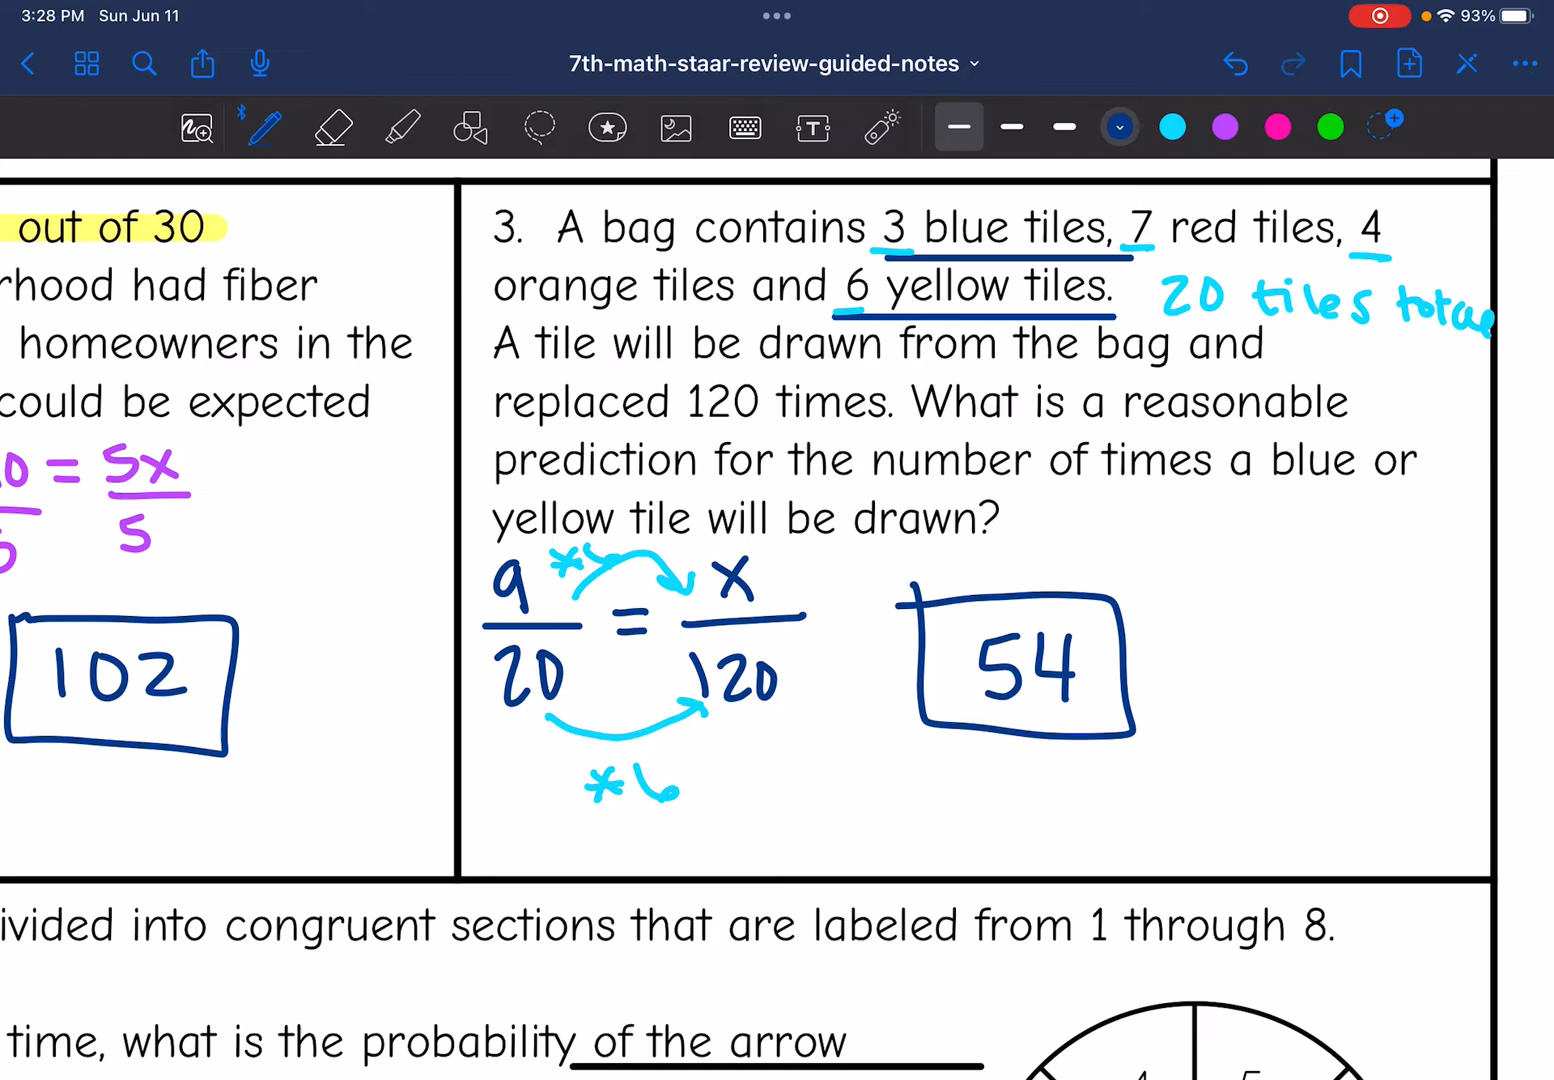 3:28 PM Sun Jun 11
93%
7th-math-staar-review-guided-notes
T
out of 30
rhood had fiber
homeowners in the
could be expected
0 = 5x
5 5
102
3. A bag contains 3 blue tiles, 7 red tiles, 4
orange tiles and 6 yellow tiles.
20 tiles total
A tile will be drawn from the bag and
replaced 120 times. What is a reasonable
prediction for the number of times a blue or
yellow tile will be drawn?
9 *6 x
=
20 120
*6
54
ivided into congruent sections that are labeled from 1 through 8.
time, what is the probability of the arrow
4 5